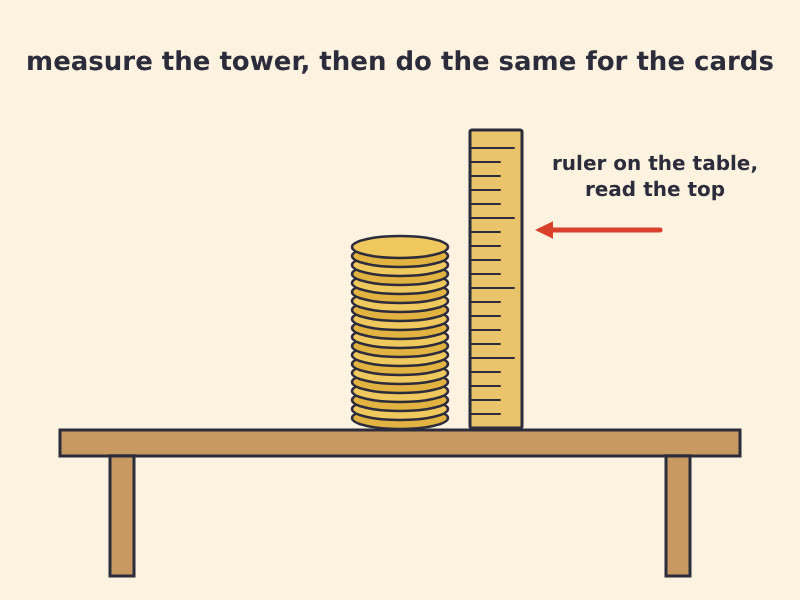 measure the tower, then do the same for the cards
ruler on the table,
read the top